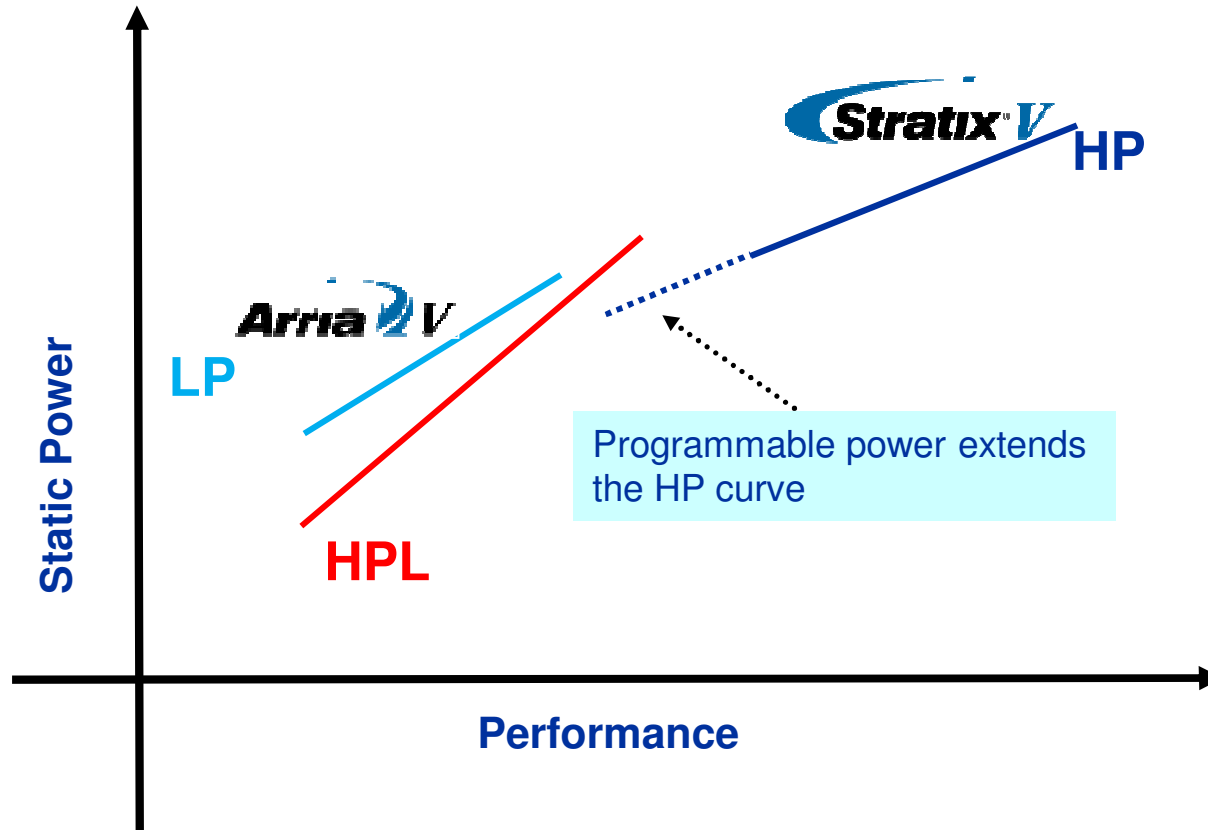 Stratix V
HP
Arria V
LP
Programmable power extends
the HP curve
HPL
Static Power
Performance